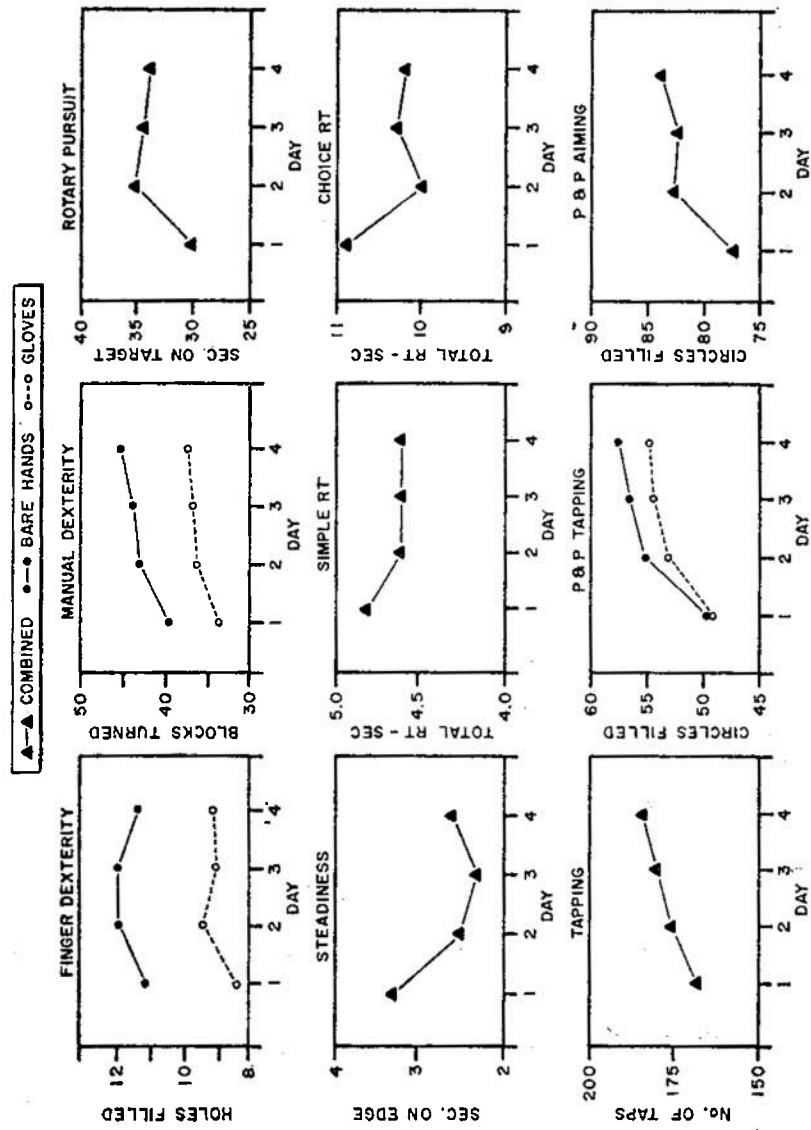 ▲—▲ COMBINED ●—● BARE HANDS o--o GLOVES
FINGER DEXTERITY
HOLES FILLED
12
10
8
1 2 3 4
DAY
MANUAL DEXTERITY
BLOCKS TURNED
50
40
30
1 2 3 4
DAY
ROTARY PURSUIT
SEC. ON TARGET
40
35
30
25
1 2 3 4
DAY
STEADINESS
SEC. ON EDGE
4
3
2
1 2 3 4
DAY
SIMPLE RT
TOTAL RT - SEC
5.0
4.5
4.0
1 2 3 4
DAY
CHOICE RT
TOTAL RT - SEC
11
10
9
1 2 3 4
DAY
TAPPING
No. OF TAPS
200
175
150
1 2 3 4
DAY
P & P TAPPING
CIRCLES FILLED
60
55
50
45
1 2 3 4
DAY
P & P AIMING
CIRCLES FILLED
90
85
80
75
1 2 3 4
DAY